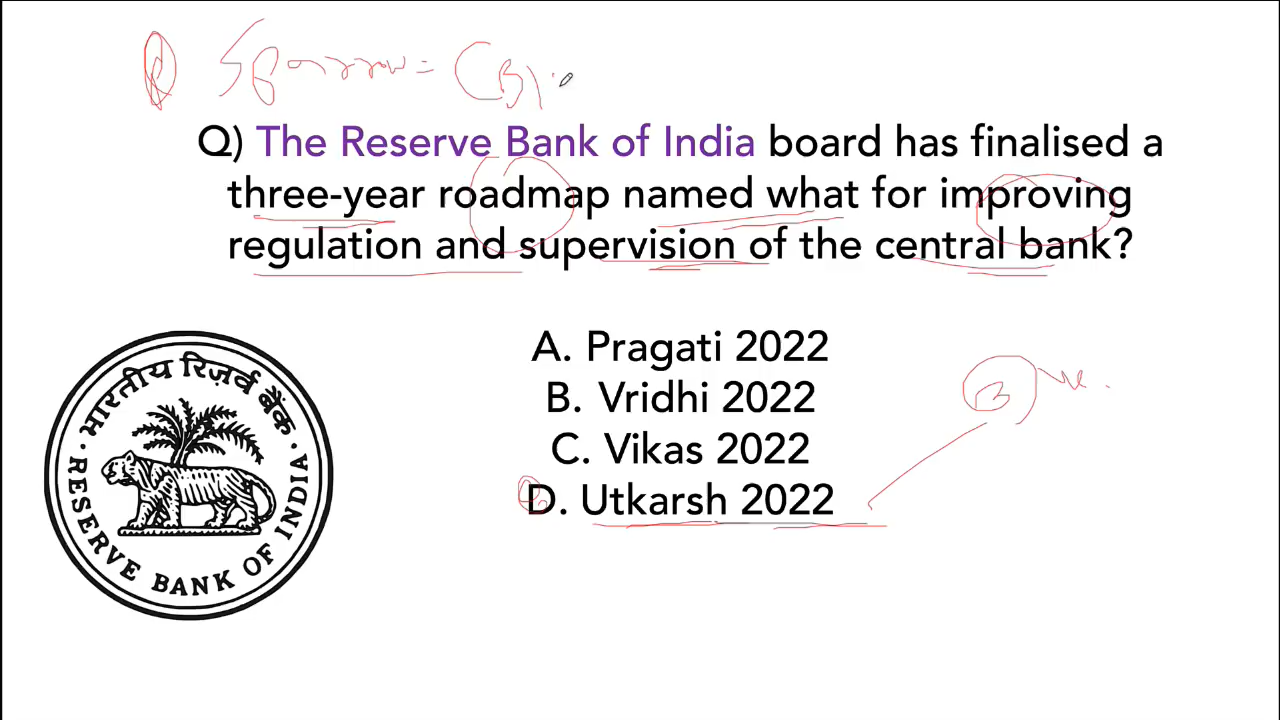 Sparrow = (B)
Q) The Reserve Bank of India board has finalised a
three-year roadmap named what for improving
regulation and supervision of the central bank?
A. Pragati 2022
B. Vridhi 2022
C. Vikas 2022
D. Utkarsh 2022
भारतीय रिज़र्व बैंक
RESERVE BANK OF INDIA